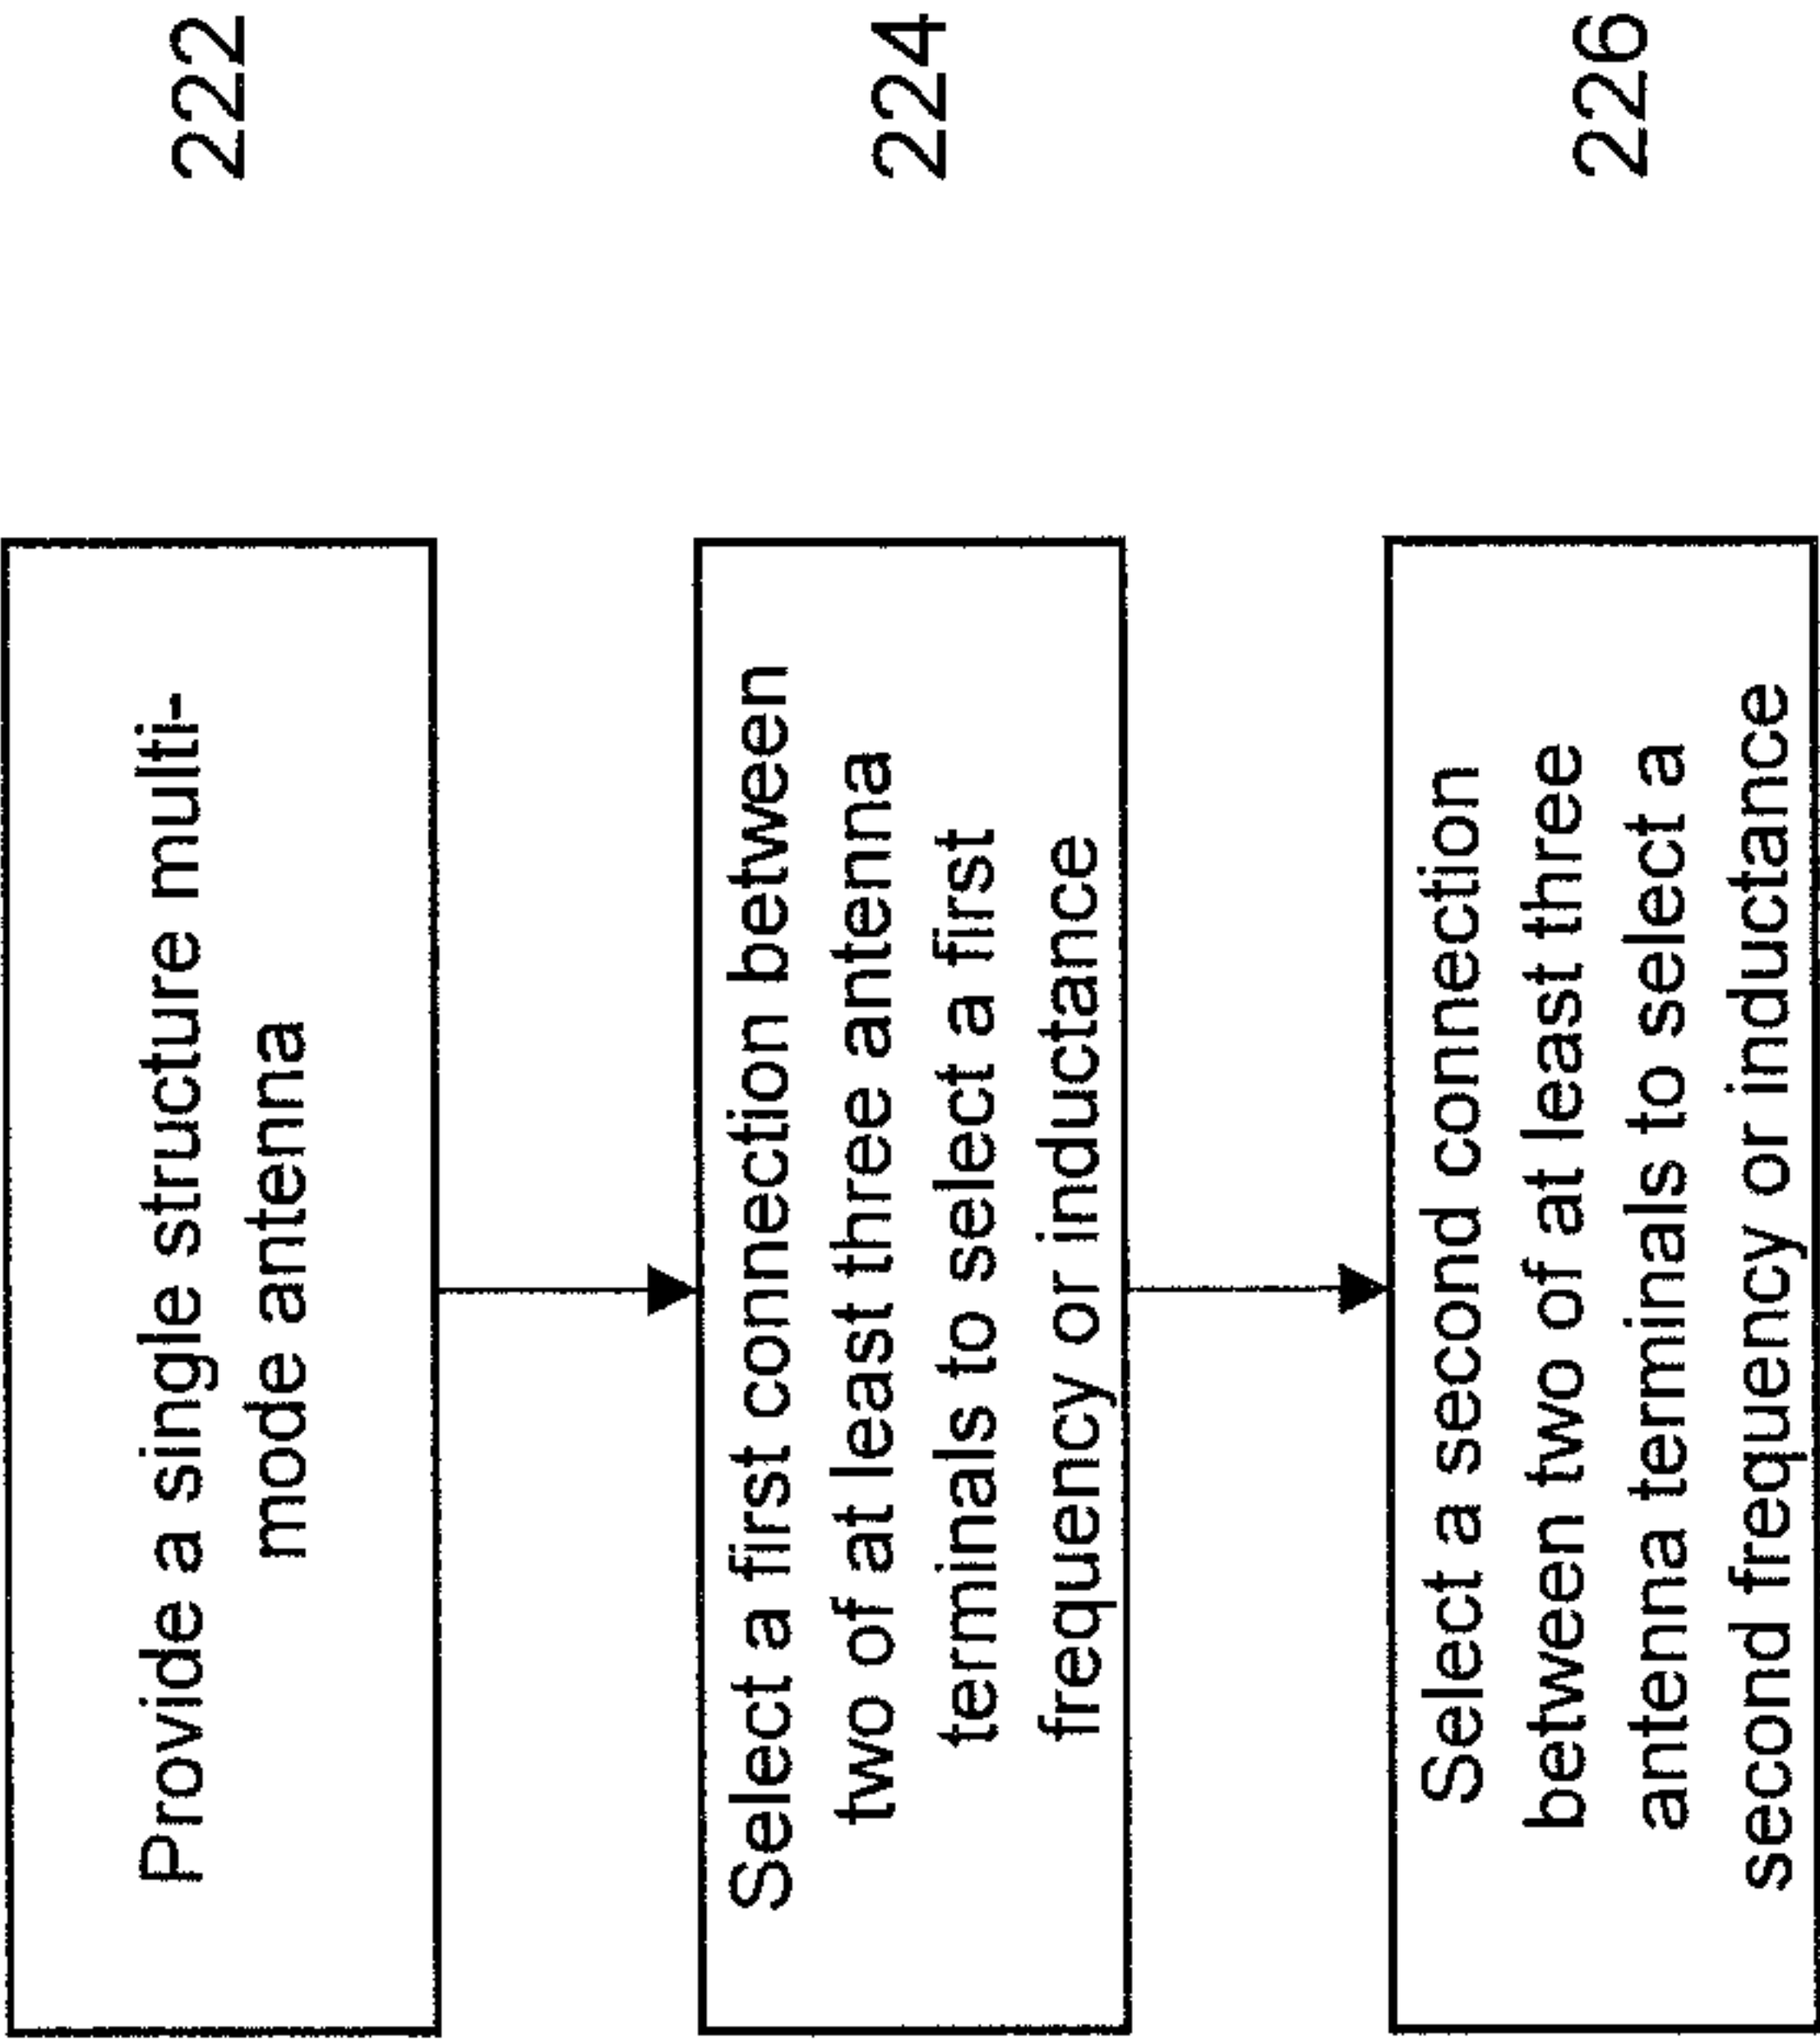 Provide a single structure multi-
mode antenna
222
Select a first connection between
two of at least three antenna
terminals to select a first
frequency or inductance
224
Select a second connection
between two of at least three
antenna terminals to select a
second frequency or inductance
226